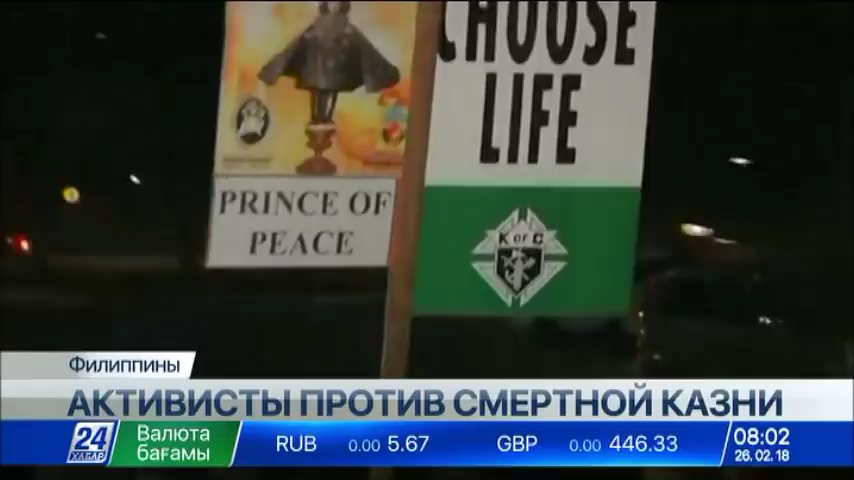 CHOOSE
LIFE
PRINCE OF
PEACE
K OF C
Филиппины
АКТИВИСТЫ ПРОТИВ СМЕРТНОЙ КАЗНИ
24
ХАБАР
Валюта
бағамы
RUB 0.00 5.67 GBP 0.00 446.33
08:02
26.02.18